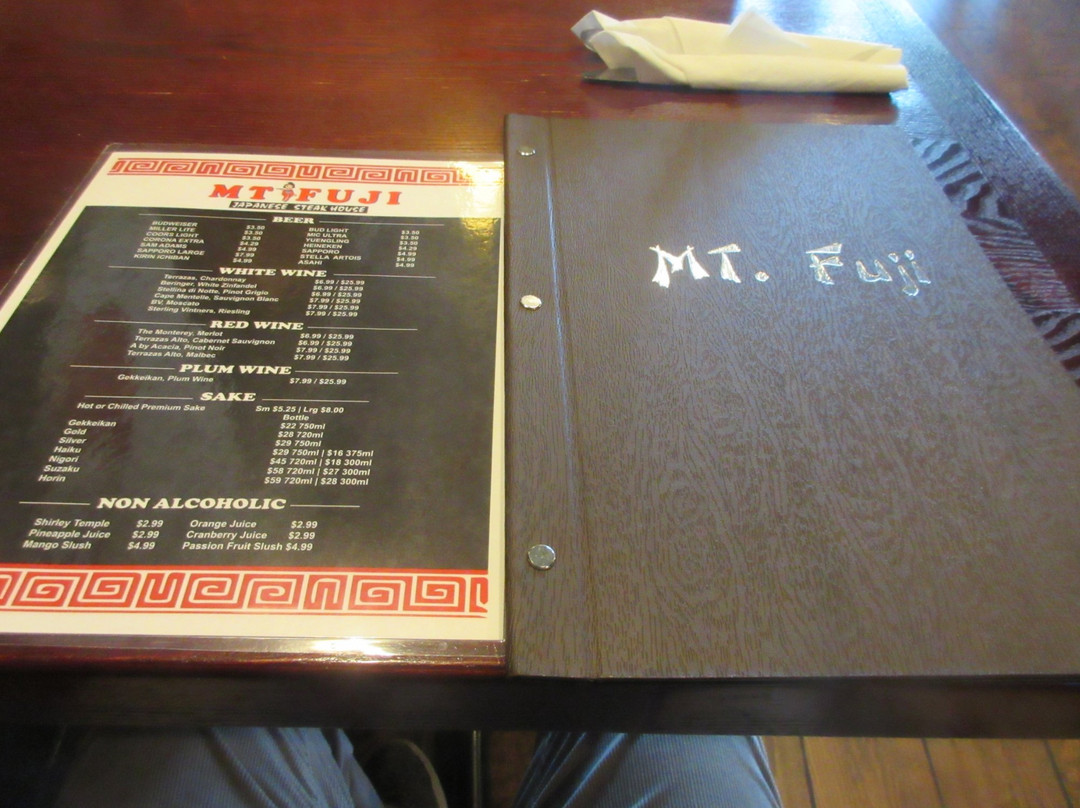 MT FUJI
JAPANESE STEAK HOUSE
BEER
BUDWEISER $3.50 BUD LIGHT $3.50
MILLER LITE $3.50 MIC ULTRA $3.50
COORS LIGHT $3.50 YUENGLING $3.50
CORONA EXTRA $4.25 HEINEKEN $4.25
SAM ADAMS $4.99 SAPPORO $4.99
SAPPORO LARGE $7.99 STELLA ARTOIS $4.99
KIRIN ICHIBAN $4.99 ASAHI $4.99
WHITE WINE
Terrazas, Chardonnay $6.99 / $25.99
Beringer, White Zinfandel $6.99 / $25.99
Stellina di Notte, Pinot Grigio $6.99 / $25.99
Cape Mentelle, Sauvignon Blanc $7.99 / $25.99
BV, Moscato $7.99 / $25.99
Sterling Vintners, Riesling $7.99 / $25.99
RED WINE
The Monterey, Merlot $6.99 / $25.99
Terrazas Alto, Cabernet Sauvignon $6.99 / $25.99
A by Acacia, Pinot Noir $7.99 / $25.99
Terrazas Alto, Malbec $7.99 / $25.99
PLUM WINE
Gekkeikan, Plum Wine $7.99 / $25.99
SAKE
Hot or Chilled Premium Sake Sm $5.25 | Lrg $8.00
Bottle
Gekkeikan $22 750ml
Gold $28 720ml
Silver $29 750ml
Haiku $29 750ml | $16 375ml
Nigori $45 720ml | $18 300ml
Suzaku $58 720ml | $27 300ml
Horin $59 720ml | $28 300ml
NON ALCOHOLIC
Shirley Temple $2.99 Orange Juice $2.99
Pineapple Juice $2.99 Cranberry Juice $2.99
Mango Slush $4.99 Passion Fruit Slush $4.99
MT. Fuji